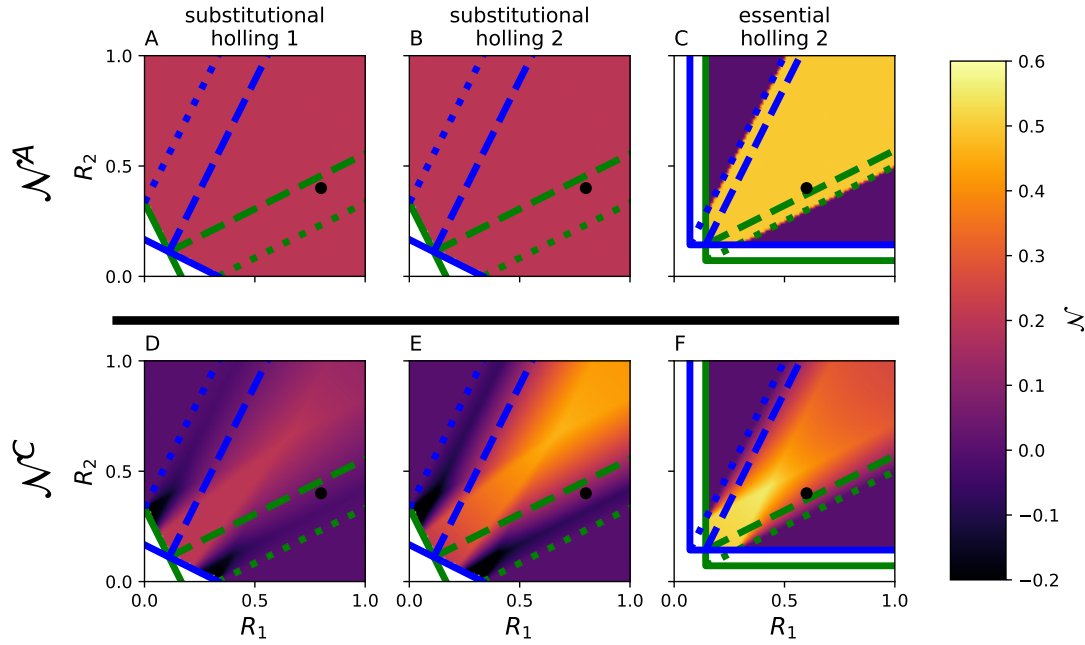 substitutional
holling 1
substitutional
holling 2
essential
holling 2
A
B
C
1.0
0.5
0.0
R₂
𝒩ᴬ
D
E
F
1.0
0.5
0.0
R₂
𝒩ᶜ
0.0 0.5 1.0
R₁
0.0 0.5 1.0
R₁
0.0 0.5 1.0
R₁
0.6
0.5
0.4
0.3
0.2
0.1
0.0
−0.1
−0.2
𝒩